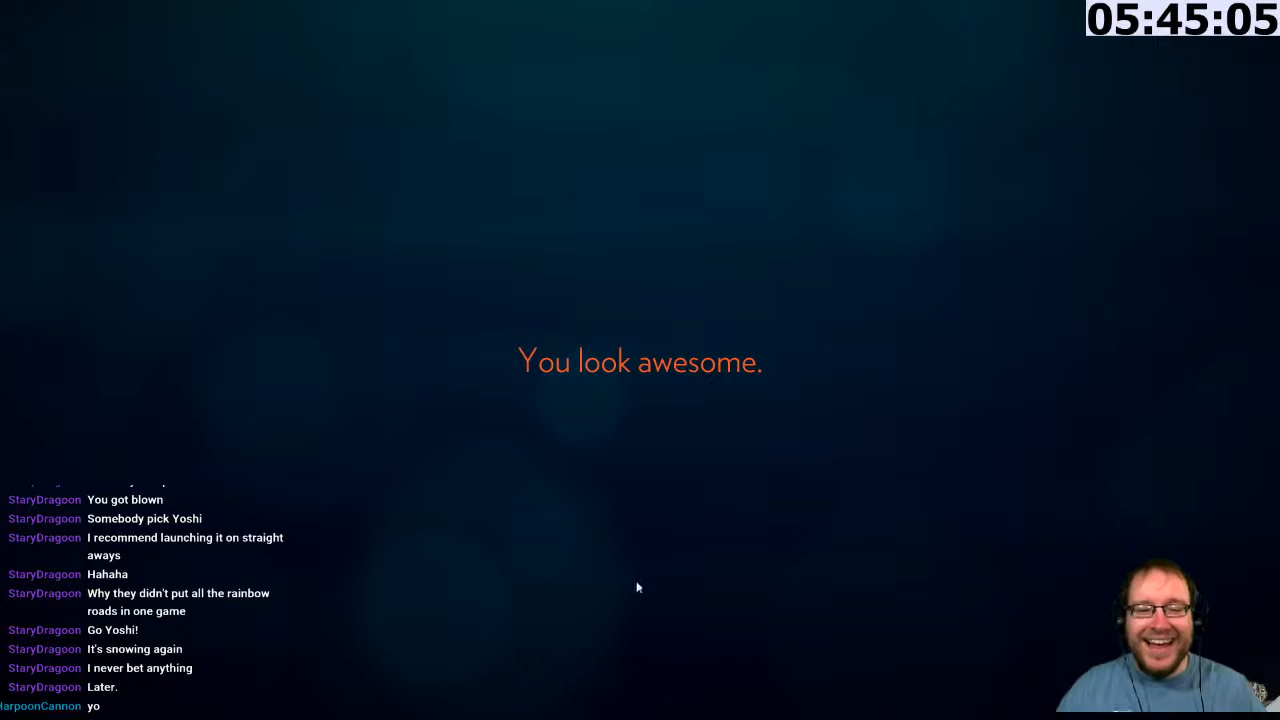 05:45:05
You look awesome.
StaryDragoon You got blown
StaryDragoon Somebody pick Yoshi
StaryDragoon I recommend launching it on straight
aways
StaryDragoon Hahaha
StaryDragoon Why they didn't put all the rainbow
roads in one game
StaryDragoon Go Yoshi!
StaryDragoon It's snowing again
StaryDragoon I never bet anything
StaryDragoon Later.
HarpoonCannon yo